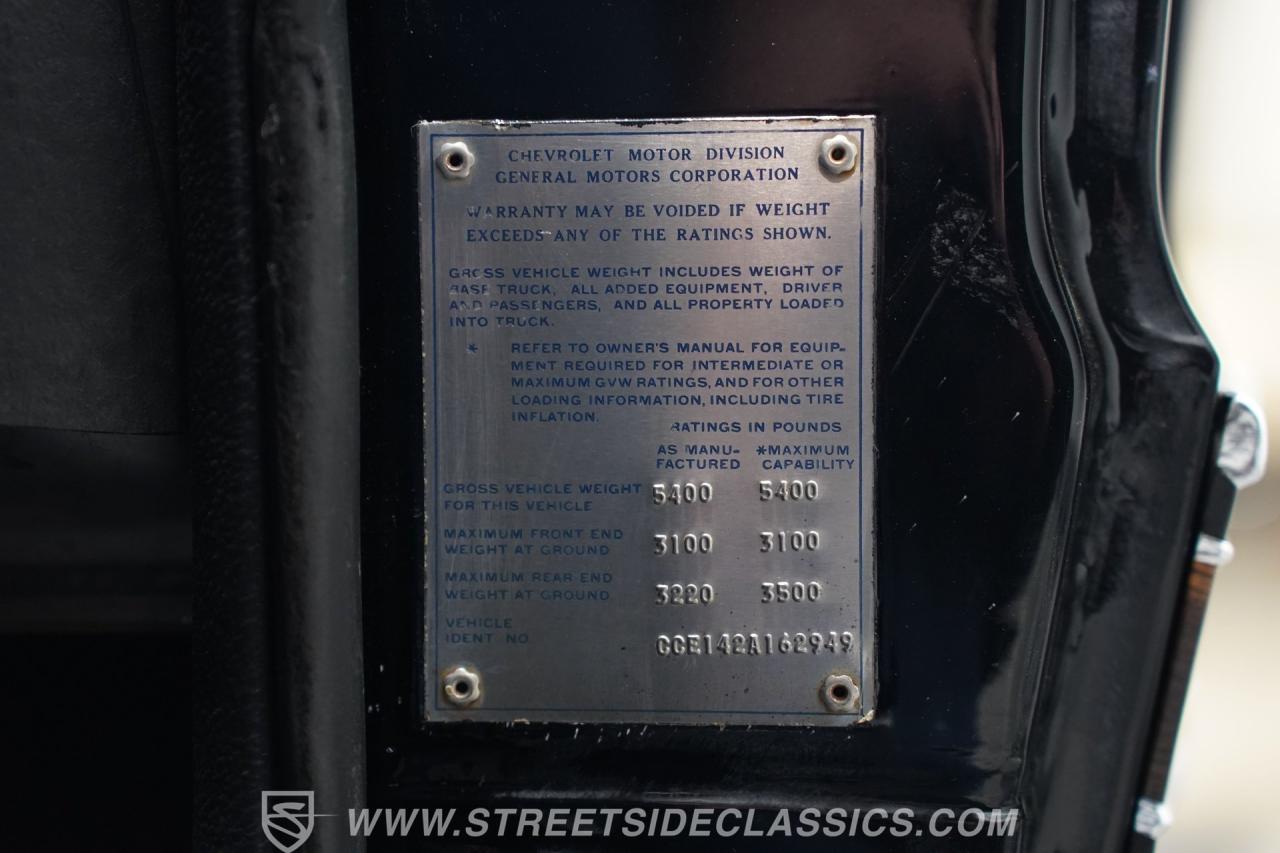 CHEVROLET MOTOR DIVISION
GENERAL MOTORS CORPORATION
WARRANTY MAY BE VOIDED IF WEIGHT
EXCEEDS ANY OF THE RATINGS SHOWN.
GROSS VEHICLE WEIGHT INCLUDES WEIGHT OF
BASE TRUCK, ALL ADDED EQUIPMENT, DRIVER
AND PASSENGERS, AND ALL PROPERTY LOADED
INTO TRUCK.
* REFER TO OWNER'S MANUAL FOR EQUIP-
MENT REQUIRED FOR INTERMEDIATE OR
MAXIMUM GVW RATINGS, AND FOR OTHER
LOADING INFORMATION, INCLUDING TIRE
INFLATION.
RATINGS IN POUNDS
AS MANU- *MAXIMUM
FACTURED CAPABILITY
GROSS VEHICLE WEIGHT 5400 5400
FOR THIS VEHICLE
MAXIMUM FRONT END 3100 3100
WEIGHT AT GROUND
MAXIMUM REAR END 3220 3500
WEIGHT AT GROUND
VEHICLE
IDENT. NO. CCE142A162949
WWW.STREETSIDECLASSICS.COM